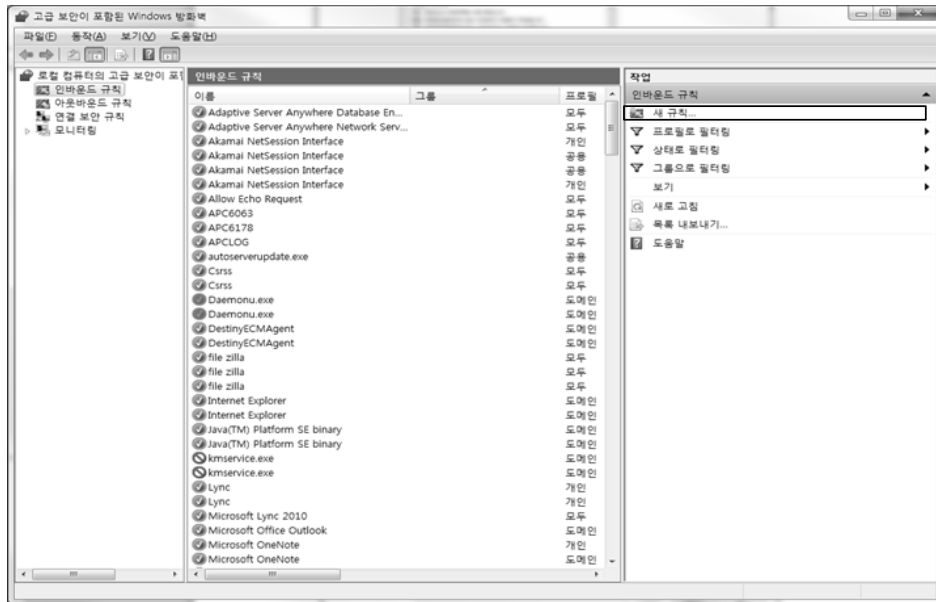 고급 보안이 포함된 Windows 방화벽
파일(F) 동작(A) 보기(V) 도움말(H)
로컬 컴퓨터의 고급 보안이 포
인바운드 규칙
아웃바운드 규칙
연결 보안 규칙
모니터링
인바운드 규칙
이름 그룹 프로필
Adaptive Server Anywhere Database En... 모두
Adaptive Server Anywhere Network Serv... 모두
Akamai NetSession Interface 개인
Akamai NetSession Interface 공용
Akamai NetSession Interface 공용
Akamai NetSession Interface 개인
Allow Echo Request 모두
APC6063 모두
APC6178 모두
APCLOG 모두
autoserverupdate.exe 공용
Csrss 모두
Csrss 모두
Daemonu.exe 도메인
Daemonu.exe 도메인
DestinyECMAgent 도메인
DestinyECMAgent 도메인
file zilla 모두
file zilla 모두
file zilla 모두
Internet Explorer 도메인
Internet Explorer 도메인
Java(TM) Platform SE binary 도메인
Java(TM) Platform SE binary 도메인
kmservice.exe 도메인
kmservice.exe 도메인
Lync 개인
Lync 개인
Microsoft Lync 2010 모두
Microsoft Office Outlook 도메인
Microsoft OneNote 개인
Microsoft OneNote 도메인
작업
인바운드 규칙
새 규칙...
프로필로 필터링
상태로 필터링
그룹으로 필터링
보기
새로 고침
목록 내보내기...
도움말